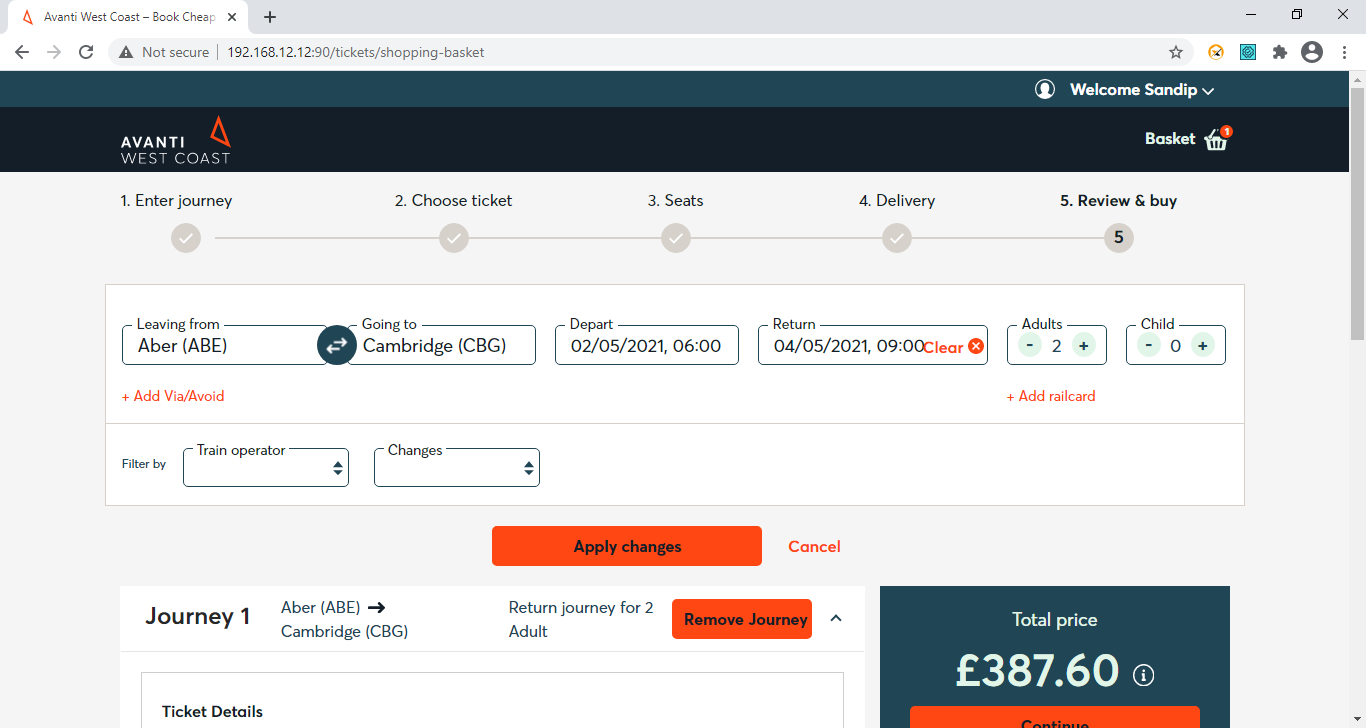 Avanti West Coast – Book Cheap
Not secure
192.168.12.12:90/tickets/shopping-basket
Welcome Sandip
AVANTI
WEST COAST
Basket 1
1. Enter journey
2. Choose ticket
3. Seats
4. Delivery
5. Review & buy
5
Leaving from
Aber (ABE)
Going to
Cambridge (CBG)
Depart
02/05/2021, 06:00
Return
04/05/2021, 09:00
Clear
Adults
- 2 +
Child
- 0 +
+ Add Via/Avoid
+ Add railcard
Filter by
Train operator
Changes
Apply changes
Cancel
Journey 1
Aber (ABE) ➔
Cambridge (CBG)
Return journey for 2
Adult
Remove Journey
Total price
£387.60
Continue
Ticket Details